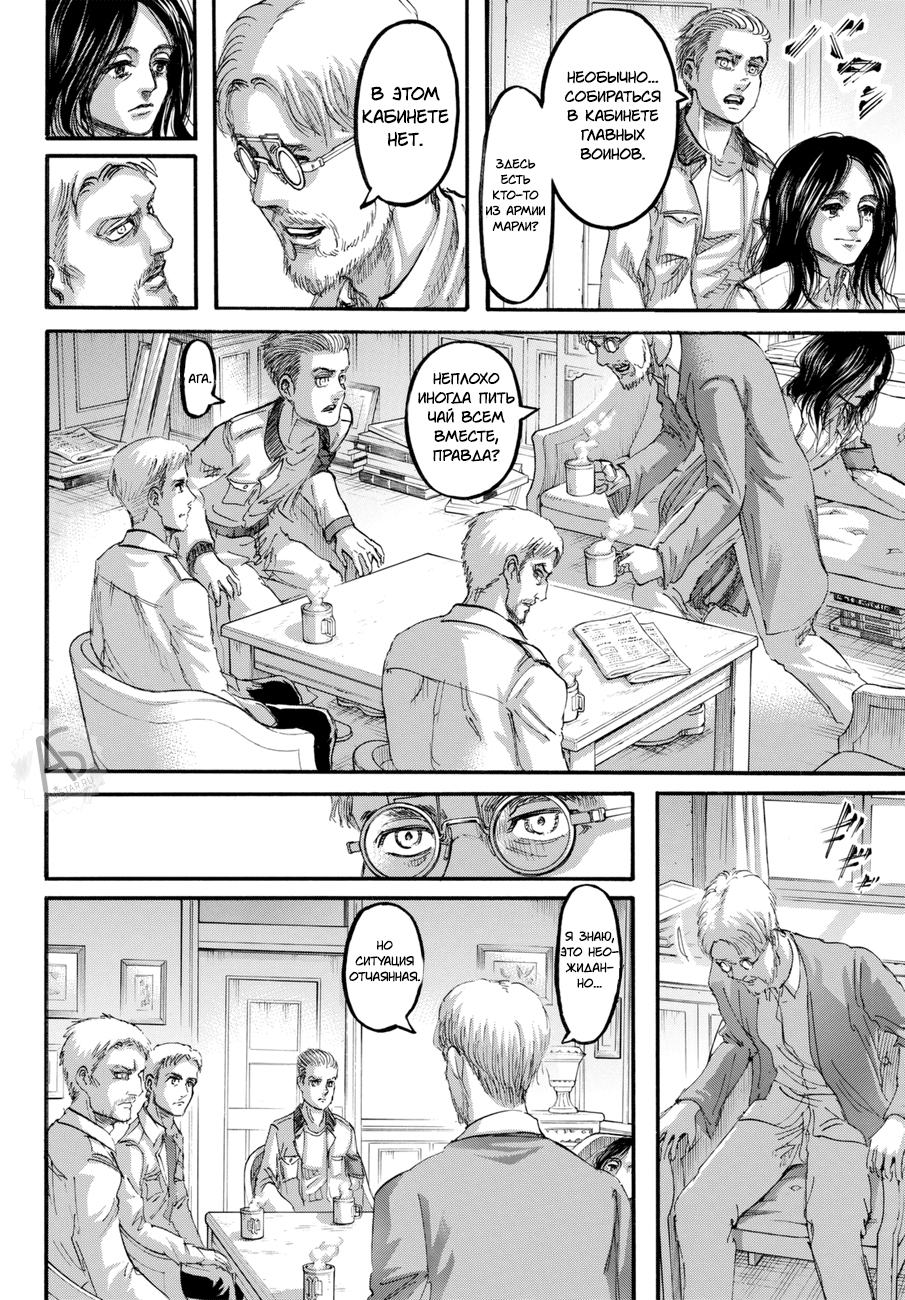 НЕОБЫЧНО...
СОБИРАТЬСЯ
В КАБИНЕТЕ
ГЛАВНЫХ
ВОИНОВ.
ЗДЕСЬ
ЕСТЬ
КТО-ТО
ИЗ АРМИИ
МАРЛИ?
В ЭТОМ
КАБИНЕТЕ
НЕТ.
НЕПЛОХО
ИНОГДА ПИТЬ
ЧАЙ ВСЕМ
ВМЕСТЕ,
ПРАВДА?
АГА.
Я ЗНАЮ,
ЭТО НЕО-
ЖИДАН-
НО...
НО
СИТУАЦИЯ
ОТЧАЯННАЯ.